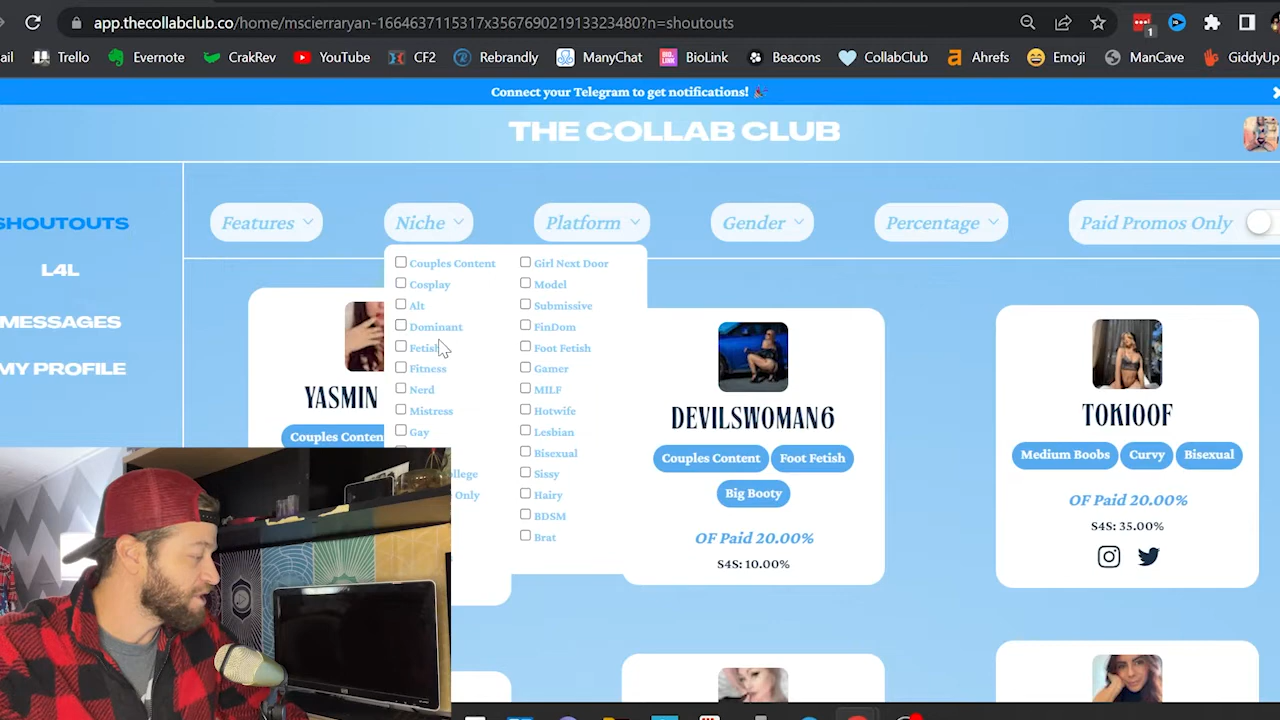 app.thecollabclub.co/home/mscierraryan-1664637115317x356769021913323480?n=shoutouts
1
ail Trello Evernote CrakRev YouTube CF2 Rebrandly ManyChat BioLink Beacons CollabClub Ahrefs Emoji ManCave GiddyUp
Connect your Telegram to get notifications! 🎉
THE COLLAB CLUB
SHOUTOUTS
L4L
MESSAGES
MY PROFILE
Features Niche Platform Gender Percentage Paid Promos Only
Couples Content Girl Next Door
Cosplay Model
Alt Submissive
Dominant FinDom
Fetish Foot Fetish
Fitness Gamer
Nerd MILF
Mistress Hotwife
Gay Lesbian
Bisexual
llege Sissy
Only Hairy
BDSM
Brat
YASMIN
Couples Conten
DEVILSWOMAN6
Couples Content Foot Fetish
Big Booty
OF Paid 20.00%
S4S: 10.00%
TOKIOOF
Medium Boobs Curvy Bisexual
OF Paid 20.00%
S4S: 35.00%